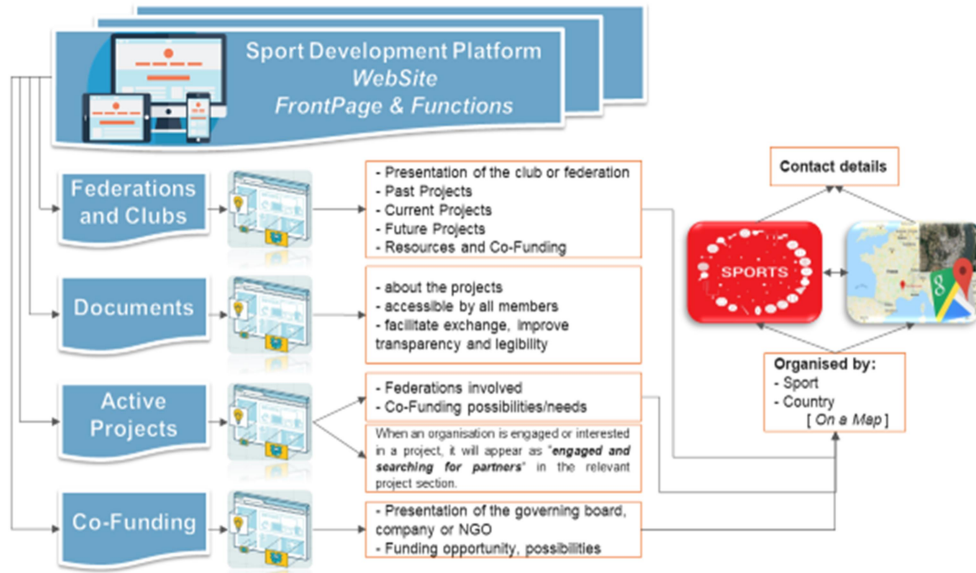 Sport Development Platform
WebSite
FrontPage & Functions
Federations
and Clubs
- Presentation of the club or federation
- Past Projects
- Current Projects
- Future Projects
- Resources and Co-Funding
Contact details
SPORTS
8
Documents
- about the projects
- accessible by all members
- facilitate exchange, improve
transparency and legibility
Organised by:
- Sport
- Country
[ On a Map ]
Active
Projects
- Federations involved
- Co-Funding possibilities/needs
When an organisation is engaged or interested
in a project, it will appear as "engaged and
searching for partners" in the relevant
project section.
Co-Funding
- Presentation of the governing board,
company or NGO
- Funding opportunity, possibilities